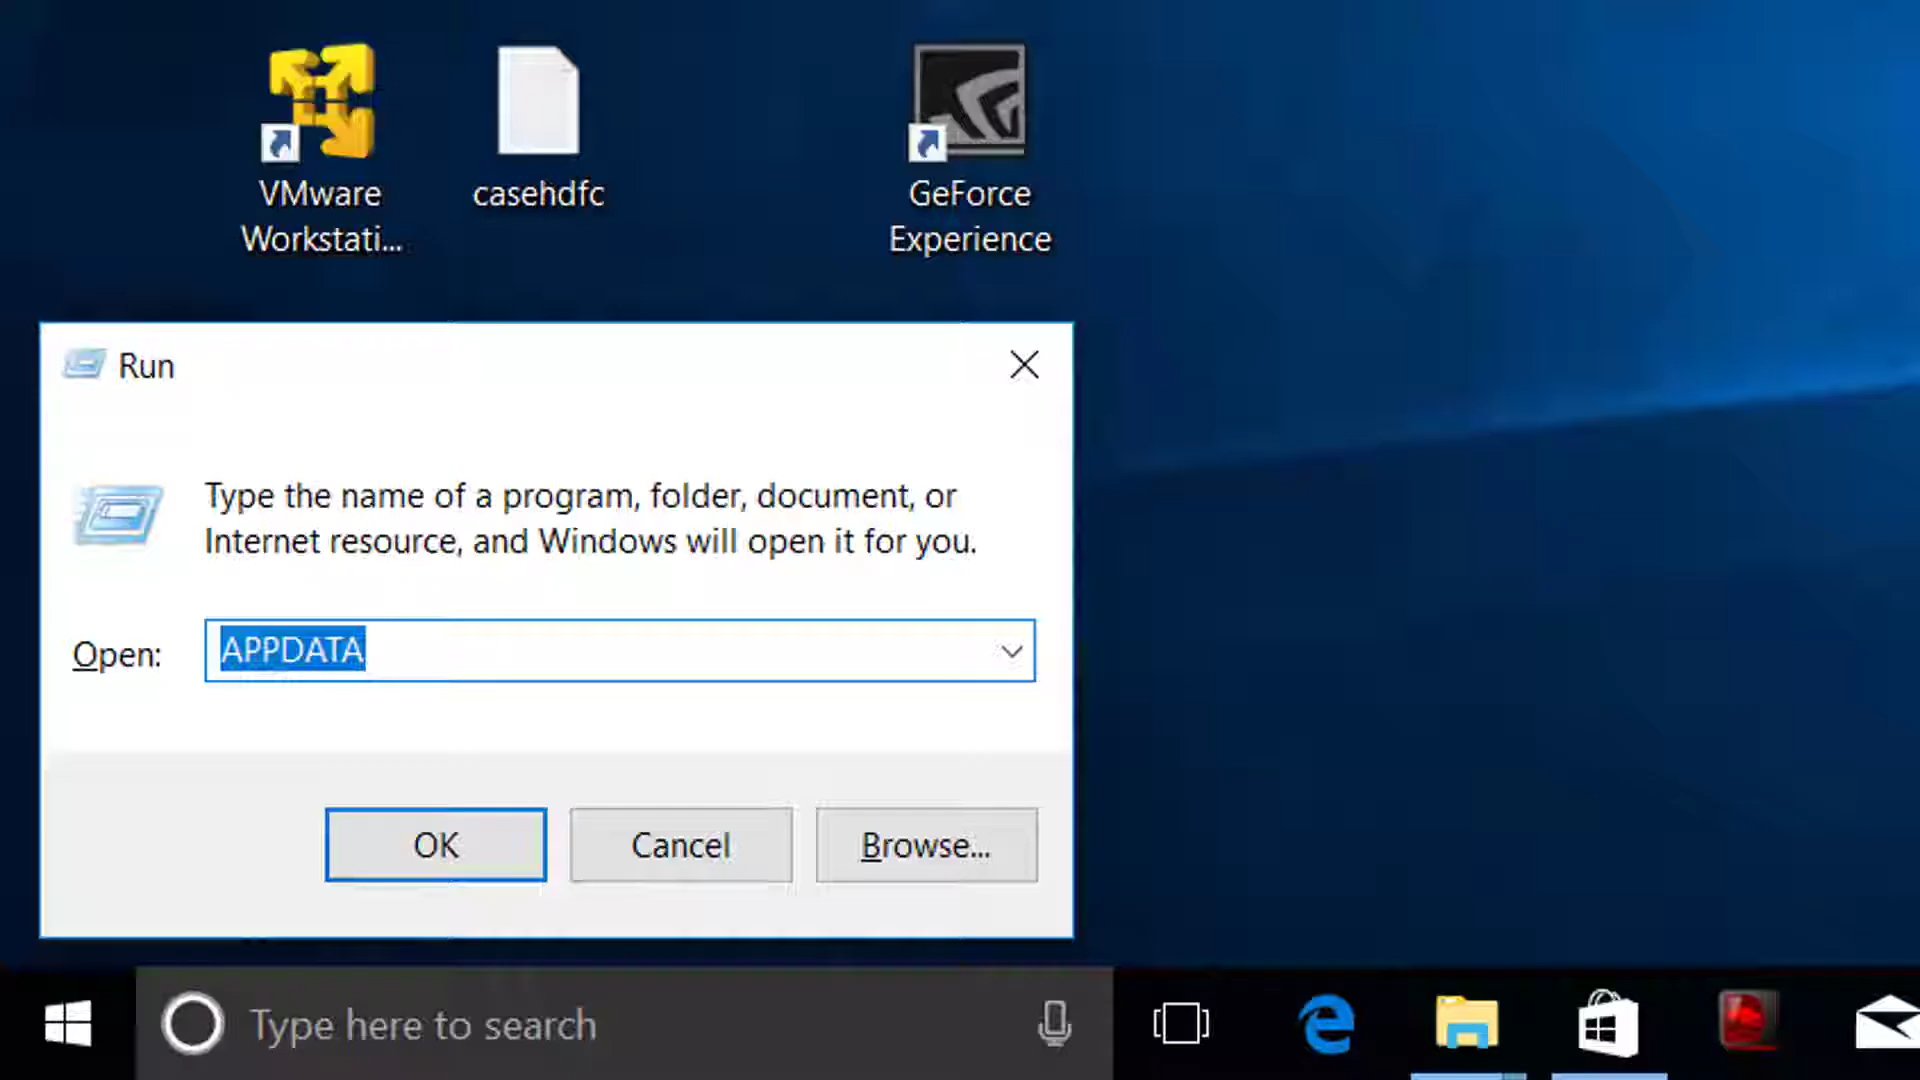 VMware
Workstati...
casehdfc
GeForce
Experience
Run
Type the name of a program, folder, document, or
Internet resource, and Windows will open it for you.
Open:
APPDATA
OK
Cancel
Browse...
Type here to search